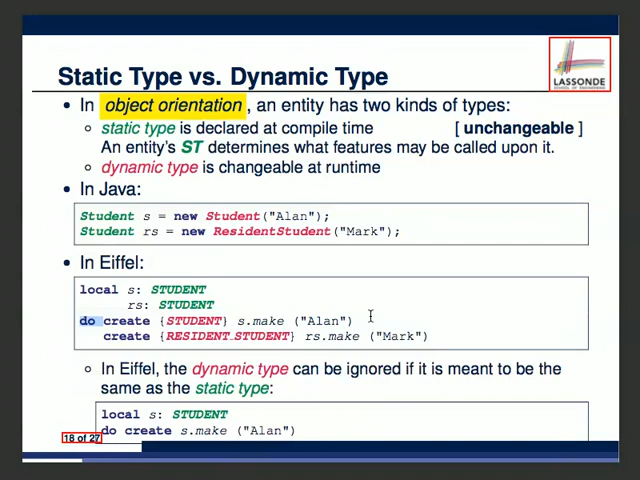 LASSONDE
SCHOOL OF ENGINEERING
Static Type vs. Dynamic Type
• In object orientation, an entity has two kinds of types:
static type is declared at compile time [ unchangeable ]
An entity's ST determines what features may be called upon it.
dynamic type is changeable at runtime
• In Java:
Student s = new Student("Alan");
Student rs = new ResidentStudent("Mark");
• In Eiffel:
local s: STUDENT
rs: STUDENT
do create {STUDENT} s.make ("Alan")
create {RESIDENT_STUDENT} rs.make ("Mark")
In Eiffel, the dynamic type can be ignored if it is meant to be the
same as the static type:
local s: STUDENT
do create s.make ("Alan")
18 of 27